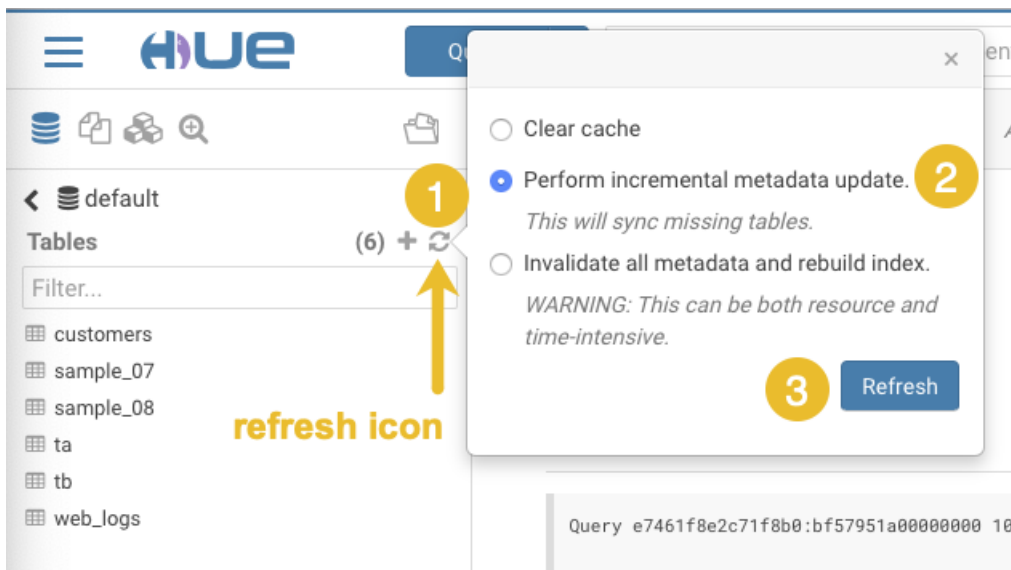 HUE
×
Clear cache
Perform incremental metadata update.
2
This will sync missing tables.
Invalidate all metadata and rebuild index.
WARNING: This can be both resource and
time-intensive.
3
Refresh
default
1
Tables (6)
Filter...
customers
sample_07
sample_08
ta
tb
web_logs
refresh icon
Query e7461f8e2c71f8b0:bf57951a00000000 10